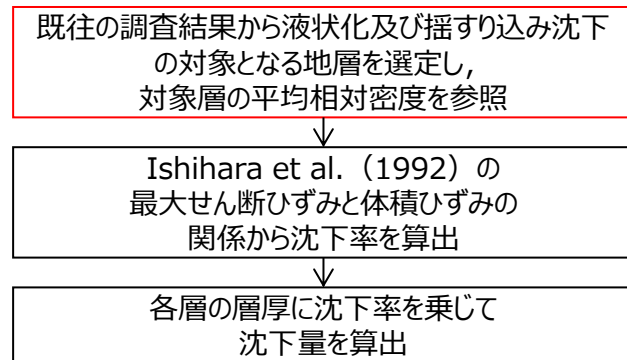 既往の調査結果から液状化及び揺すり込み沈下
の対象となる地層を選定し,
対象層の平均相対密度を参照
Ishihara et al.（1992）の
最大せん断ひずみと体積ひずみの
関係から沈下率を算出
各層の層厚に沈下率を乗じて
沈下量を算出